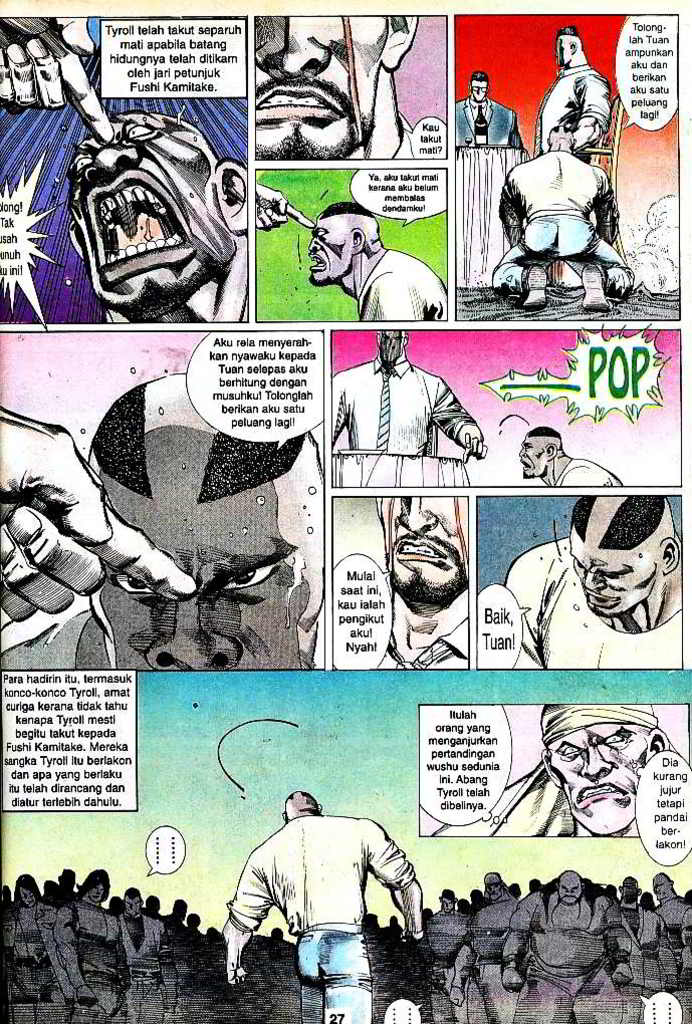 Tyroll telah takut separuh
mati apabila batang
hidungnya telah ditikam
oleh jari petunjuk
Fushi Kamitake.
olong!
Tak
usah
unuh
ku ini!
Kau
takut
mati?
Ya, aku takut mati
kerana aku belum
membalas
dendamku!
Tolong-
lah Tuan
ampunkan
aku dan
berikan
aku satu
peluang
lagi!
Aku rela menyerah-
kan nyawaku kepada
Tuan selepas aku
berhitung dengan
musuhku! Tolonglah
berikan aku satu
peluang lagi!
POP
Mulai
saat ini,
kau ialah
pengikut
aku!
Nyah!
Baik,
Tuan!
Para hadirin itu, termasuk
konco-konco Tyroll, amat
curiga kerana tidak tahu
kenapa Tyroll mesti
begitu takut kepada
Fushi Kamitake. Mereka
sangka Tyroll itu berlakon
dan apa yang berlaku
itu telah dirancang dan
diatur terlebih dahulu.
Itulah
orang yang
menganjurkan
pertandingan
wushu sedunia
ini. Abang
Tyroll telah
dibelinya.
Dia
kurang
jujur
tetapi
pandai
ber-
lakon!
27